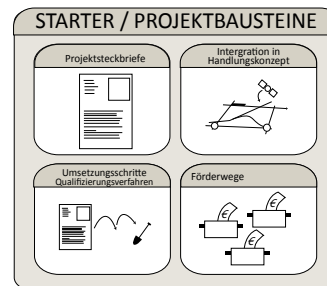 STARTER / PROJEKTBAUSTEINE
Projektsteckbriefe
Intergration in
Handlungskonzept
Umsetzungsschritte
Qualifizierungsverfahren
Förderwege
€
€
€